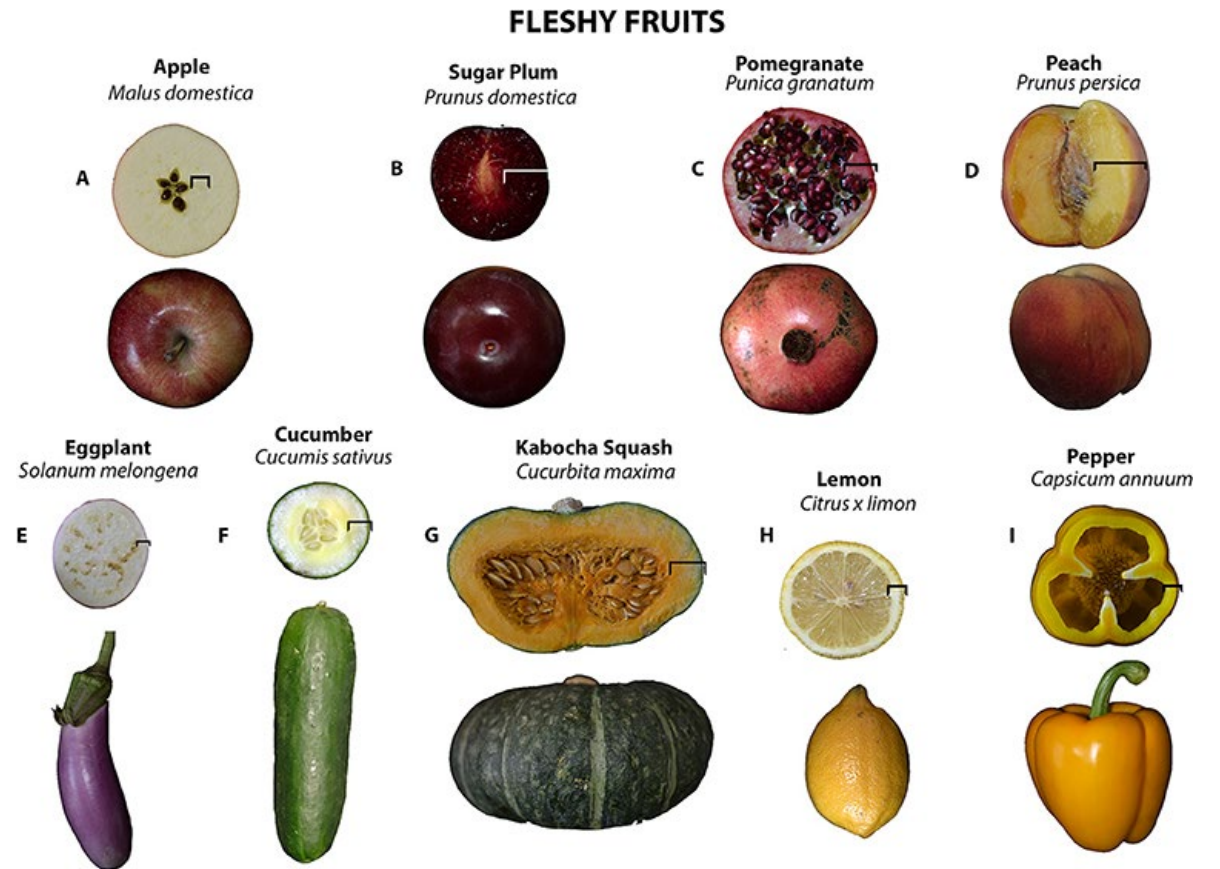 FLESHY FRUITS
Apple
Malus domestica
Sugar Plum
Prunus domestica
Pomegranate
Punica granatum
Peach
Prunus persica
A
B
C
D
Eggplant
Solanum melongena
Cucumber
Cucumis sativus
Kabocha Squash
Cucurbita maxima
Lemon
Citrus x limon
Pepper
Capsicum annuum
E
F
G
H
I